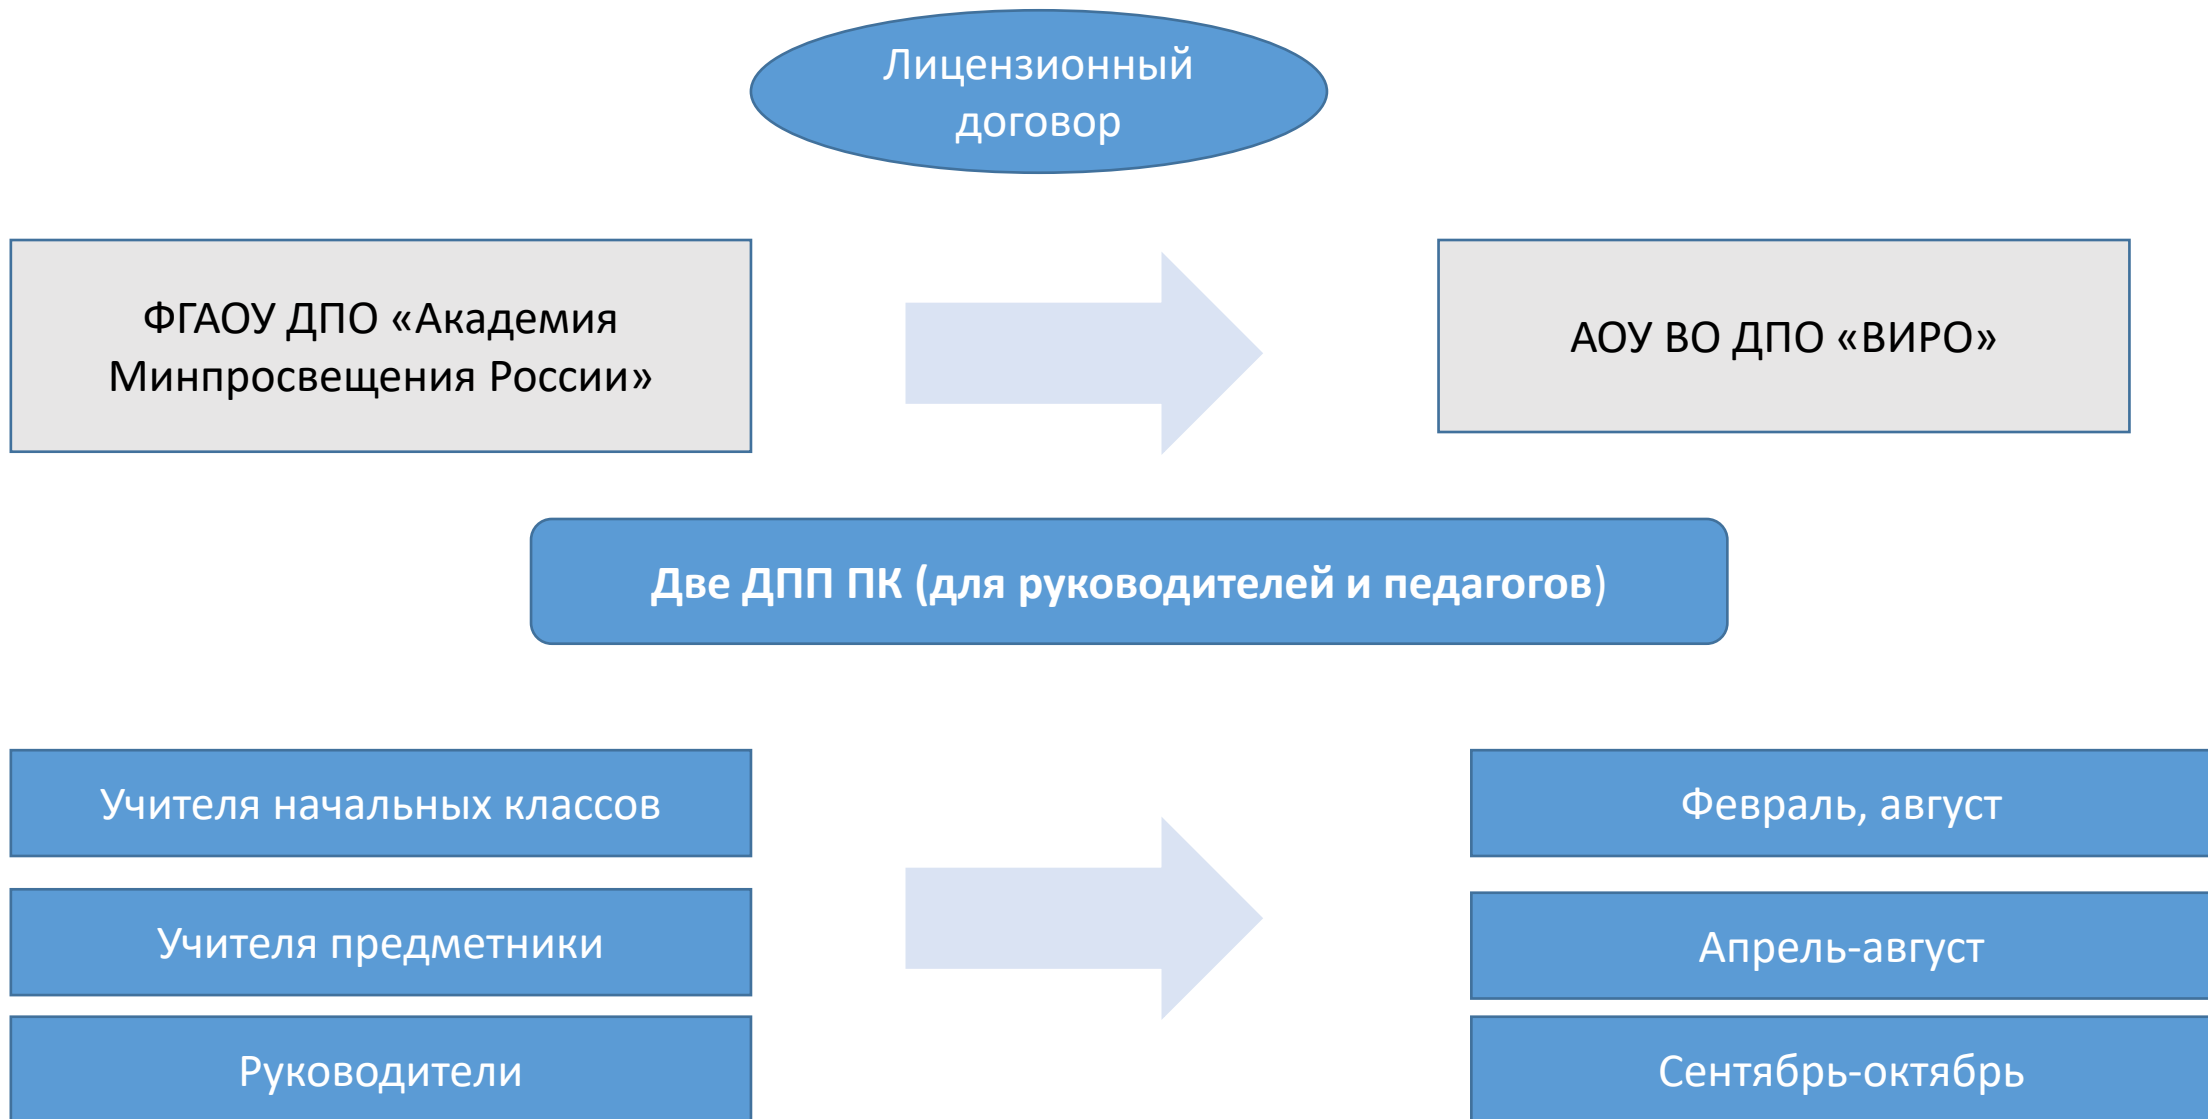 Лицензионный
договор
ФГАОУ ДПО «Академия
Минпросвещения России»
АОУ ВО ДПО «ВИРО»
Две ДПП ПК (для руководителей и педагогов)
Учителя начальных классов
Февраль, август
Учителя предметники
Апрель-август
Руководители
Сентябрь-октябрь